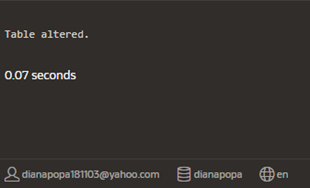 Table altered.
0.07 seconds
dianapopa181103@yahoo.com dianapopa en